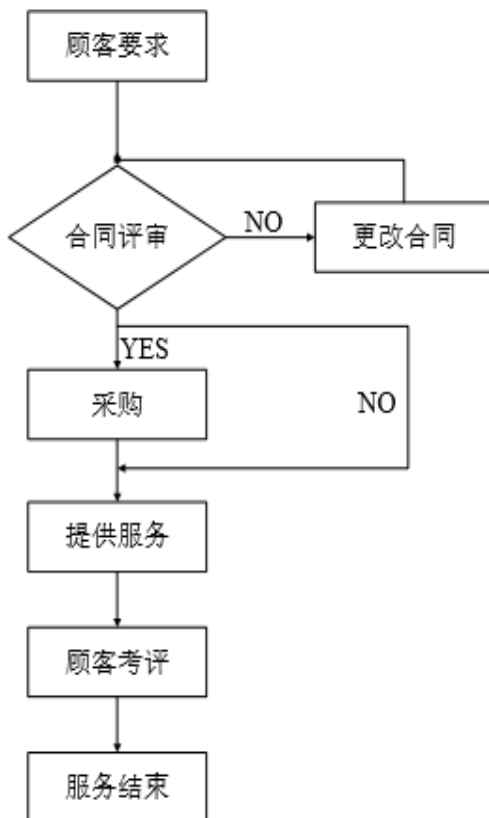 顾客要求
合同评审
NO
更改合同
YES
采购
NO
提供服务
顾客考评
服务结束